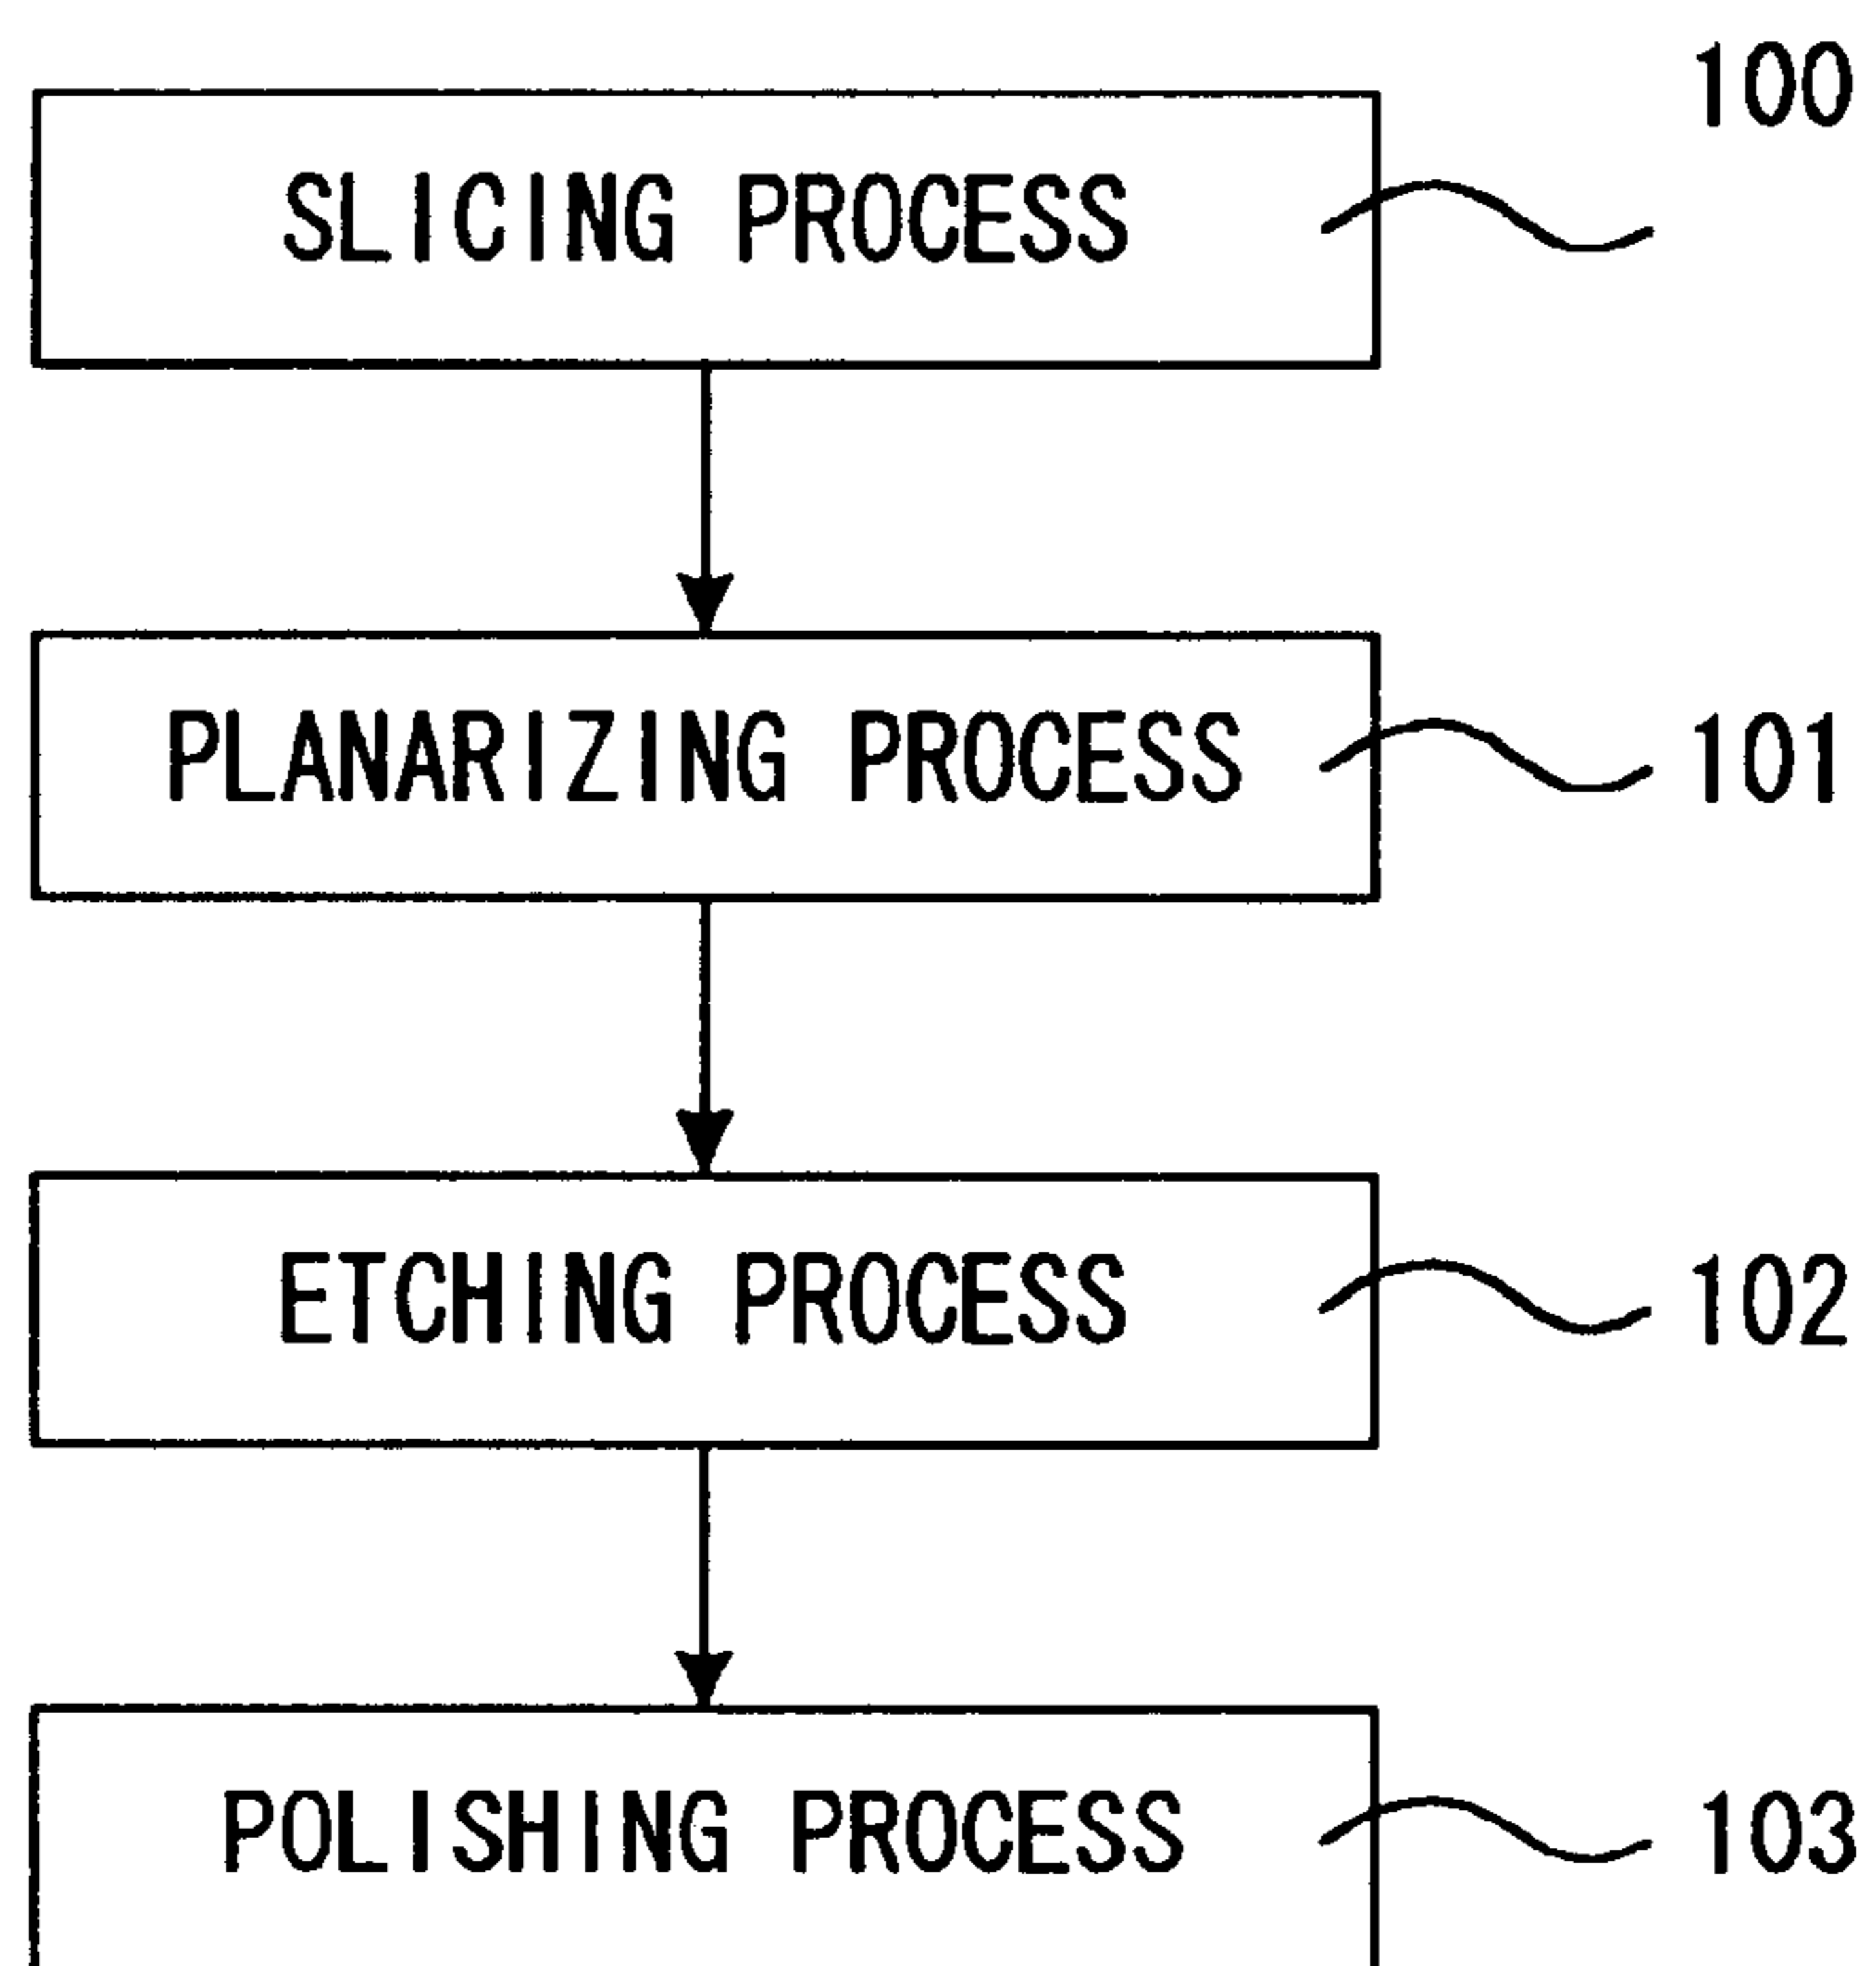 100
SLICING PROCESS
PLANARIZING PROCESS 101
ETCHING PROCESS 102
POLISHING PROCESS 103